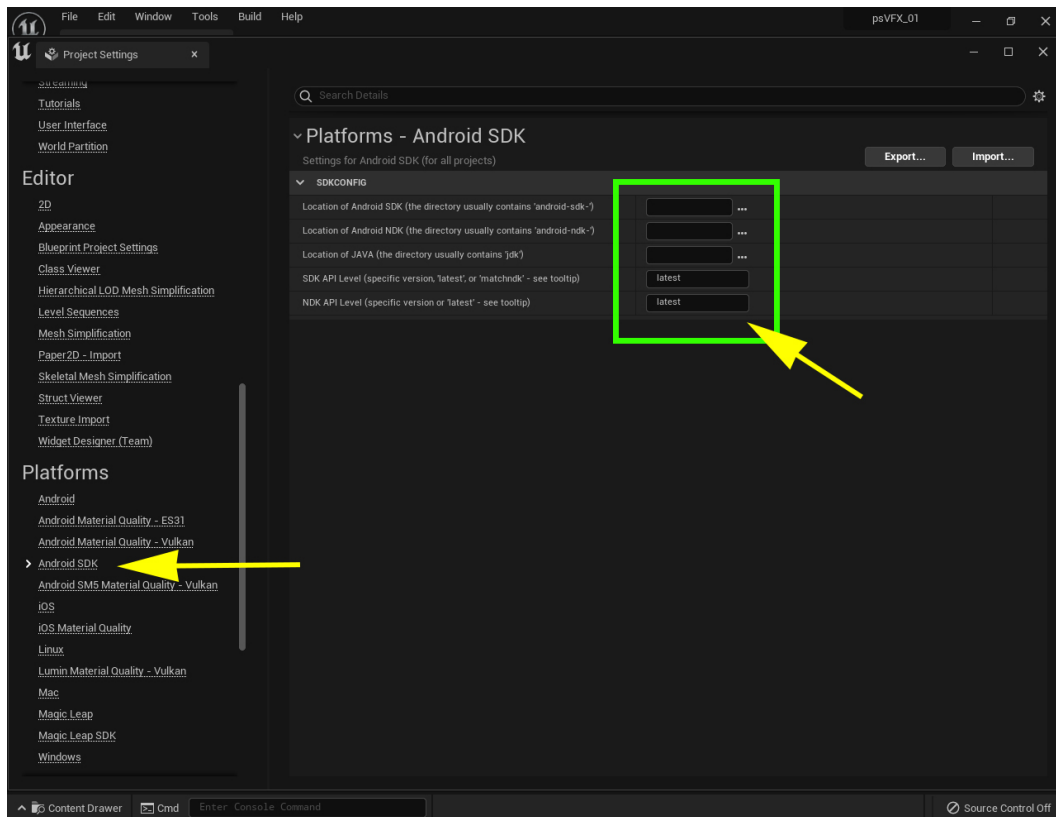 File Edit Window Tools Build Help psVFX_01
Project Settings
Streaming
Tutorials
User Interface
World Partition
Editor
2D
Appearance
Blueprint Project Settings
Class Viewer
Hierarchical LOD Mesh Simplification
Level Sequences
Mesh Simplification
Paper2D - Import
Skeletal Mesh Simplification
Struct Viewer
Texture Import
Widget Designer (Team)
Platforms
Android
Android Material Quality - ES31
Android Material Quality - Vulkan
Android SDK
Android SM5 Material Quality - Vulkan
iOS
iOS Material Quality
Linux
Lumin Material Quality - Vulkan
Mac
Magic Leap
Magic Leap SDK
Windows
Search Details
Platforms - Android SDK
Settings for Android SDK (for all projects)
Export...
Import...
SDKCONFIG
Location of Android SDK (the directory usually contains 'android-sdk-')
Location of Android NDK (the directory usually contains 'android-ndk-')
Location of JAVA (the directory usually contains 'jdk')
SDK API Level (specific version, 'latest', or 'matchndk' - see tooltip) latest
NDK API Level (specific version or 'latest' - see tooltip) latest
Content Drawer Cmd Enter Console Command Source Control Off